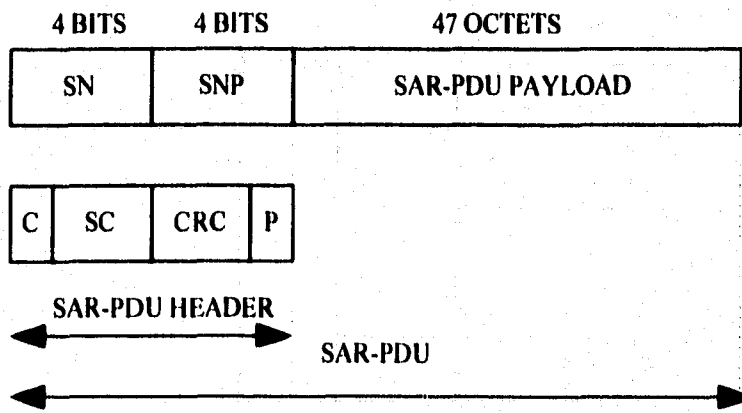 4 BITS 4 BITS 47 OCTETS
SN SNP SAR-PDU PAYLOAD
C SC CRC P
SAR-PDU HEADER
SAR-PDU